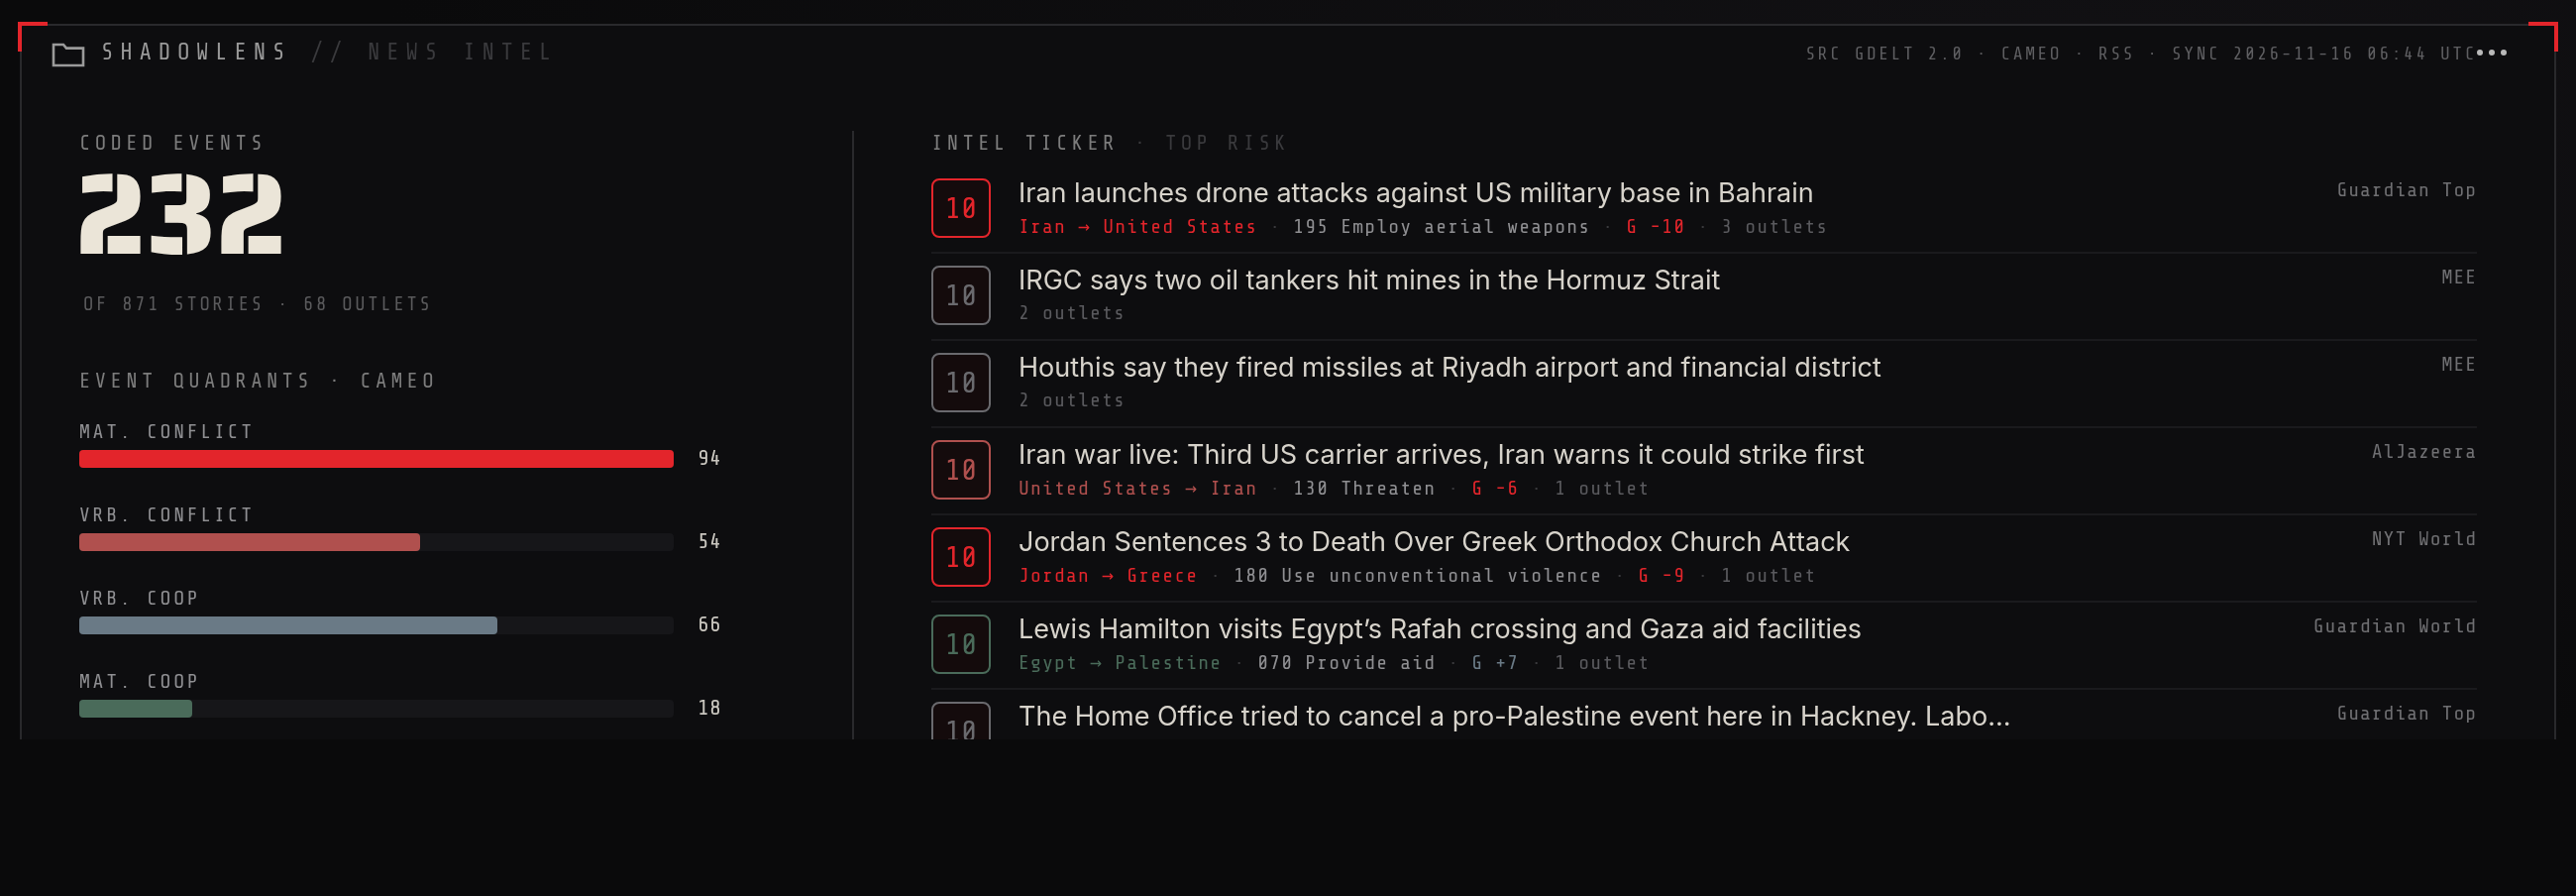 SHADOWLENS // NEWS INTEL
SRC GDELT 2.0 · CAMEO · RSS · SYNC 2026-11-16 06:44 UTC
CODED EVENTS
232
OF 871 STORIES · 68 OUTLETS
EVENT QUADRANTS · CAMEO
MAT. CONFLICT
94
VRB. CONFLICT
54
VRB. COOP
66
MAT. COOP
18
INTEL TICKER · TOP RISK
10
Iran launches drone attacks against US military base in Bahrain
Guardian Top
Iran → United States · 195 Employ aerial weapons · G -10 · 3 outlets
10
IRGC says two oil tankers hit mines in the Hormuz Strait
MEE
2 outlets
10
Houthis say they fired missiles at Riyadh airport and financial district
MEE
2 outlets
10
Iran war live: Third US carrier arrives, Iran warns it could strike first
AlJazeera
United States → Iran · 130 Threaten · G -6 · 1 outlet
10
Jordan Sentences 3 to Death Over Greek Orthodox Church Attack
NYT World
Jordan → Greece · 180 Use unconventional violence · G -9 · 1 outlet
10
Lewis Hamilton visits Egypt’s Rafah crossing and Gaza aid facilities
Guardian World
Egypt → Palestine · 070 Provide aid · G +7 · 1 outlet
10
The Home Office tried to cancel a pro-Palestine event here in Hackney. Labo…
Guardian Top